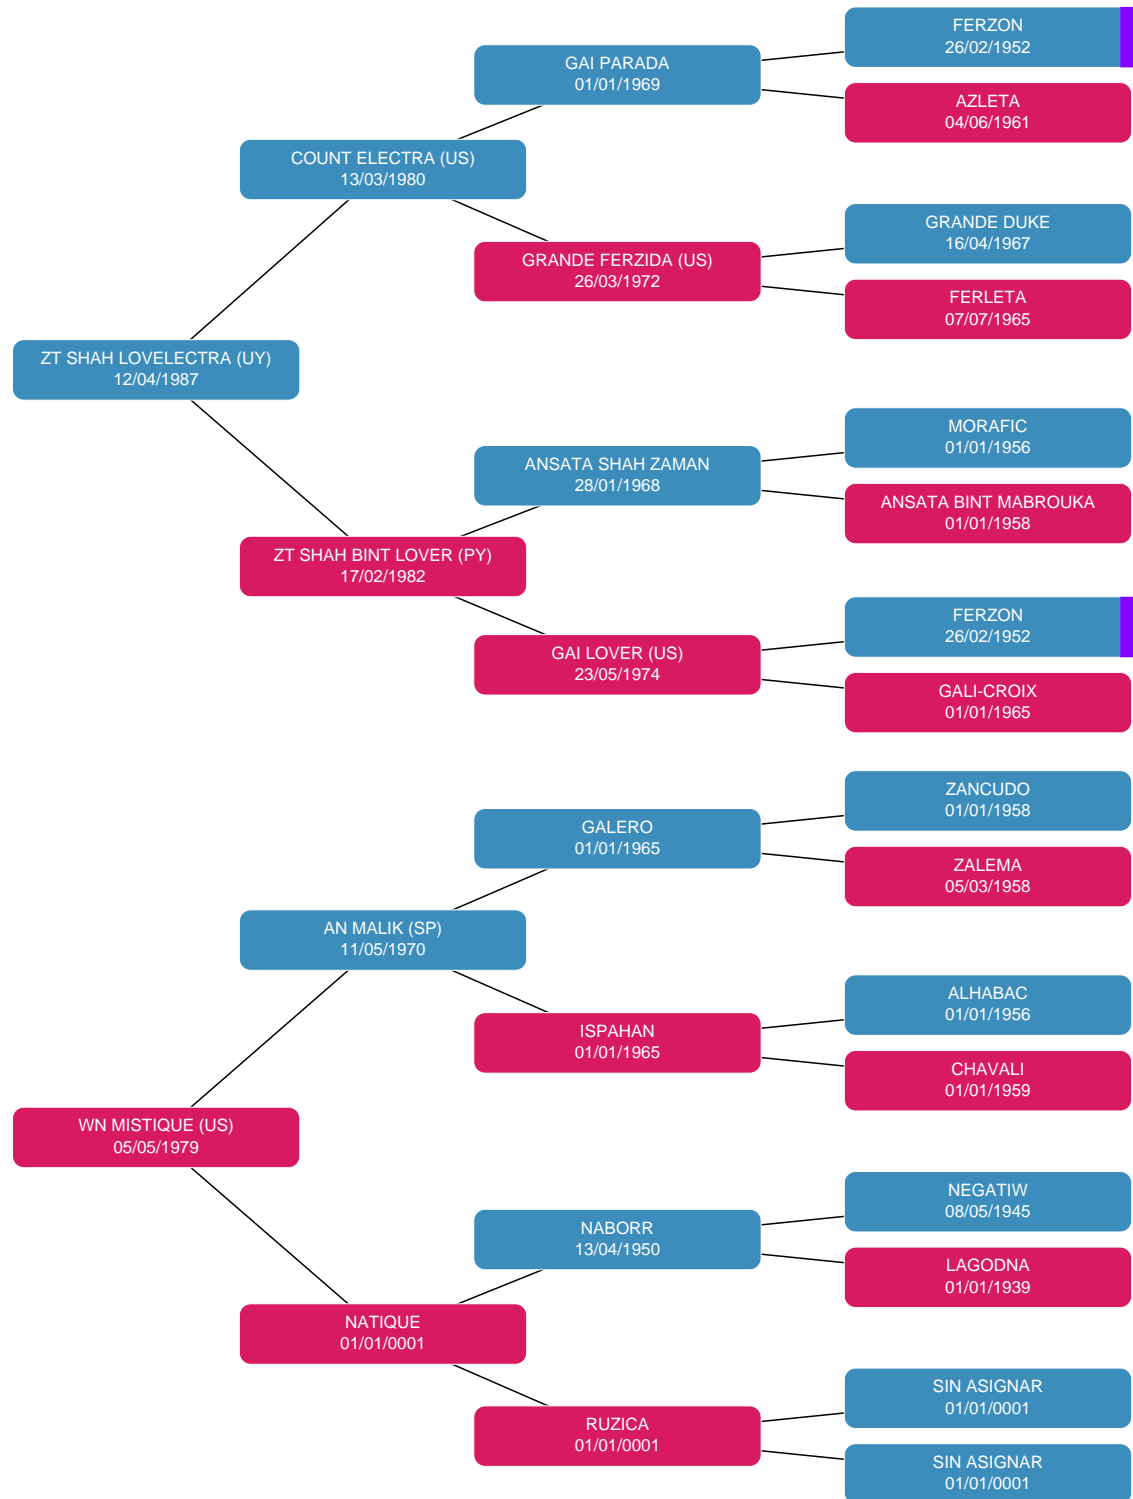 FERZON
26/02/1952
GAI PARADA
01/01/1969
AZLETA
04/06/1961
COUNT ELECTRA (US)
13/03/1980
GRANDE DUKE
16/04/1967
GRANDE FERZIDA (US)
26/03/1972
FERLETA
07/07/1965
ZT SHAH LOVELECTRA (UY)
12/04/1987
MORAFIC
01/01/1956
ANSATA SHAH ZAMAN
28/01/1968
ANSATA BINT MABROUKA
01/01/1958
ZT SHAH BINT LOVER (PY)
17/02/1982
FERZON
26/02/1952
GAI LOVER (US)
23/05/1974
GALI-CROIX
01/01/1965
ZANCUDO
01/01/1958
GALERO
01/01/1965
ZALEMA
05/03/1958
AN MALIK (SP)
11/05/1970
ALHABAC
01/01/1956
ISPAHAN
01/01/1965
CHAVALI
01/01/1959
WN MISTIQUE (US)
05/05/1979
NEGATIW
08/05/1945
NABORR
13/04/1950
LAGODNA
01/01/1939
NATIQUE
01/01/0001
SIN ASIGNAR
01/01/0001
RUZICA
01/01/0001
SIN ASIGNAR
01/01/0001